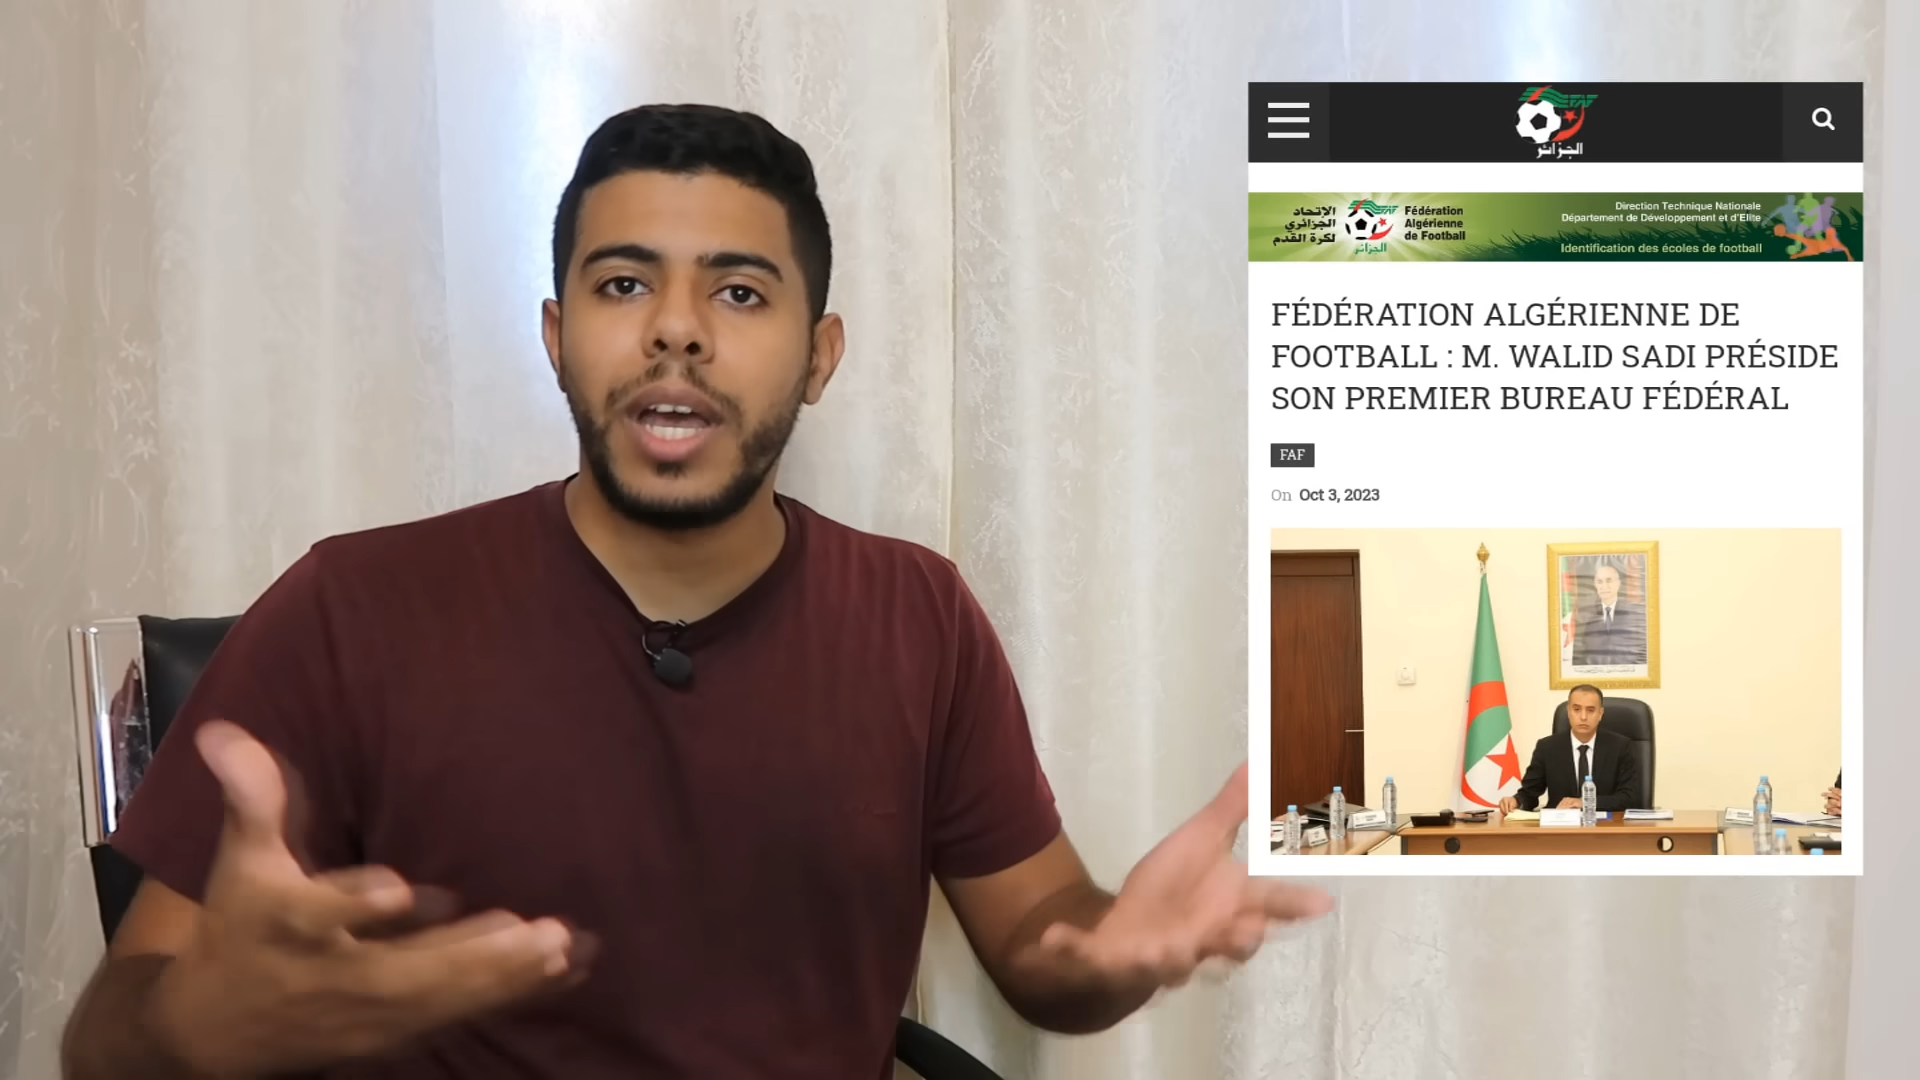 الجزائر
الإتحاد
الجزائري
لكرة القدم
الجزائر
Fédération
Algérienne
de Football
Direction Technique Nationale
Département de Développement et d'Elite
Identification des écoles de football
FÉDÉRATION ALGÉRIENNE DE
FOOTBALL : M. WALID SADI PRÉSIDE
SON PREMIER BUREAU FÉDÉRAL
FAF
On Oct 3, 2023